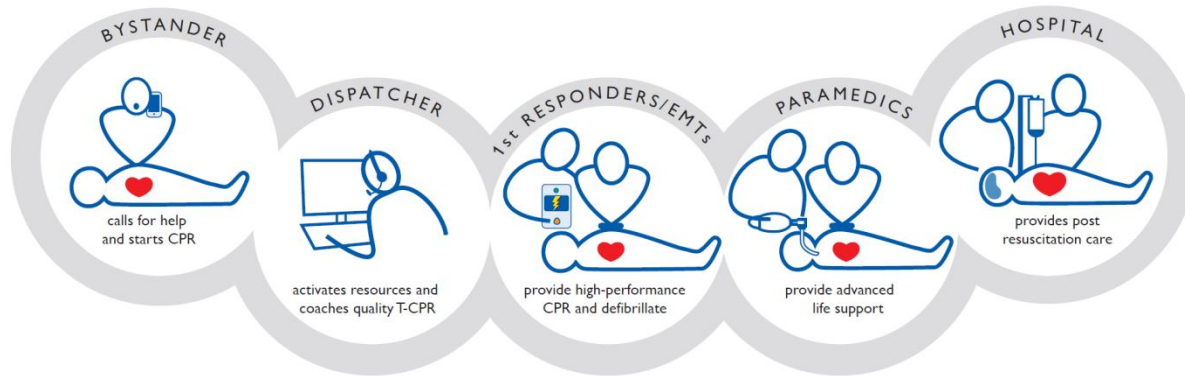 BYSTANDER
calls for help
and starts CPR
DISPATCHER
activates resources and
coaches quality T-CPR
1st RESPONDERS/EMTs
provide high-performance
CPR and defibrillate
PARAMEDICS
provide advanced
life support
HOSPITAL
provides post
resuscitation care